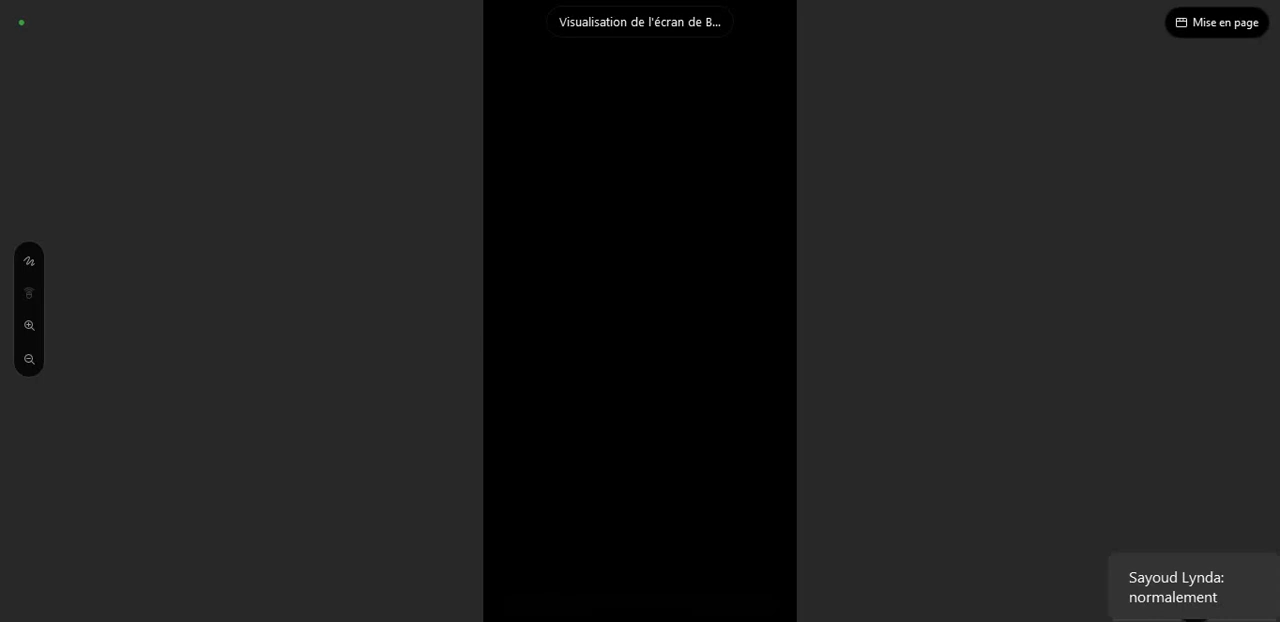 Visualisation de l'écran de B...
Mise en page
Sayoud Lynda:
normalement